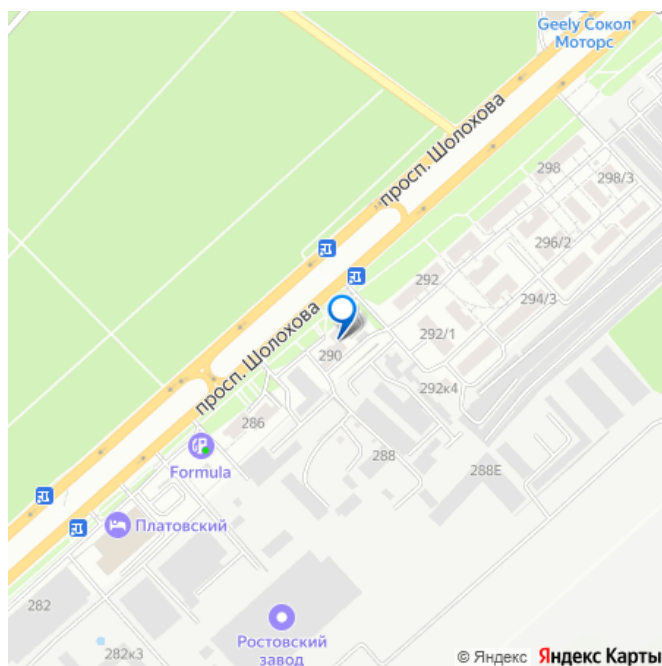 Geely Сокол
Моторс
просп. Шолохова
298
298/3
296/2
292
294/3
292/1
просп. Шолохова
290
292к4
286
288
288Е
Formula
Платовский
282
Ростовский
завод
282к3
© Яндекс Яндекс Карты